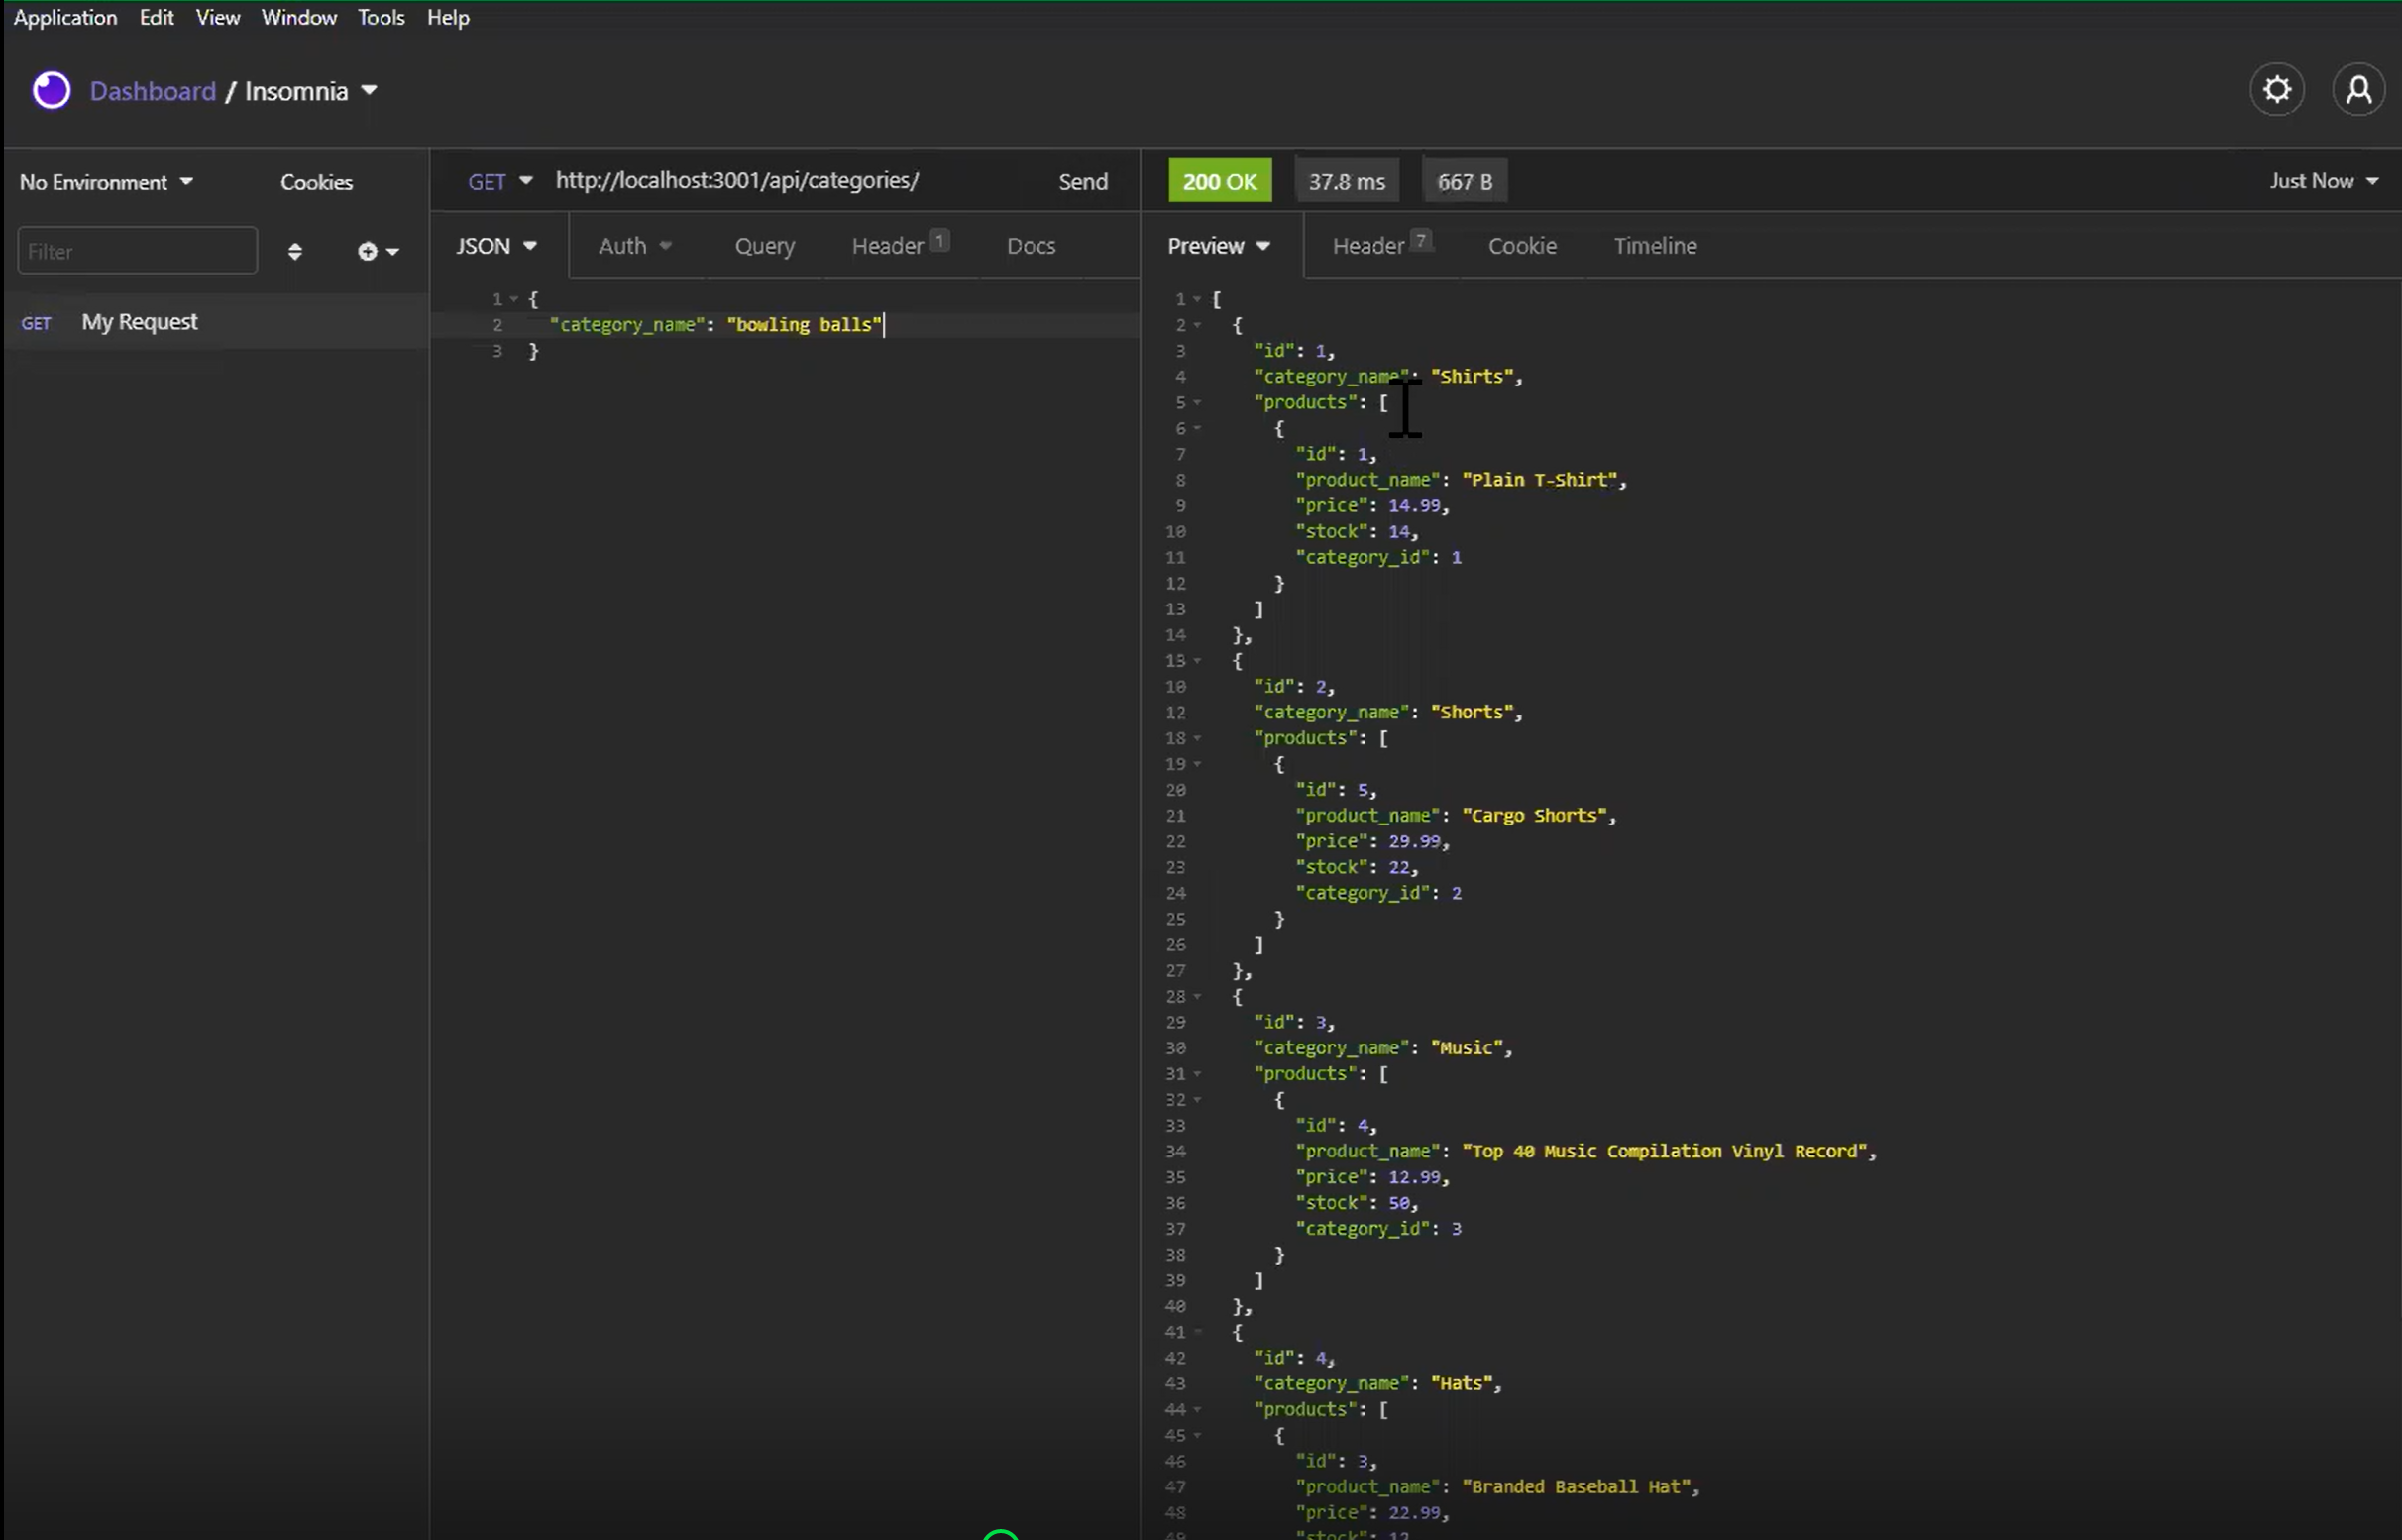 Application Edit View Window Tools Help
Dashboard / Insomnia
No Environment Cookies
Filter
GET My Request
GET http://localhost:3001/api/categories/ Send
JSON Auth Query Header 1 Docs
1 {
2 "category_name": "bowling balls"
3 }
200 OK 37.8 ms 667 B Just Now
Preview Header 7 Cookie Timeline
1 [
2 {
3 "id": 1,
4 "category_name": "Shirts",
5 "products": [
6 {
7 "id": 1,
8 "product_name": "Plain T-Shirt",
9 "price": 14.99,
10 "stock": 14,
11 "category_id": 1
12 }
13 ]
14 },
15 {
10 "id": 2,
12 "category_name": "Shorts",
18 "products": [
19 {
20 "id": 5,
21 "product_name": "Cargo Shorts",
22 "price": 29.99,
23 "stock": 22,
24 "category_id": 2
25 }
26 ]
27 },
28 {
29 "id": 3,
30 "category_name": "Music",
31 "products": [
32 {
33 "id": 4,
34 "product_name": "Top 40 Music Compilation Vinyl Record",
35 "price": 12.99,
36 "stock": 50,
37 "category_id": 3
38 }
39 ]
40 },
41 {
42 "id": 4,
43 "category_name": "Hats",
44 "products": [
45 {
46 "id": 3,
47 "product_name": "Branded Baseball Hat",
48 "price": 22.99,
49 "stock": 12